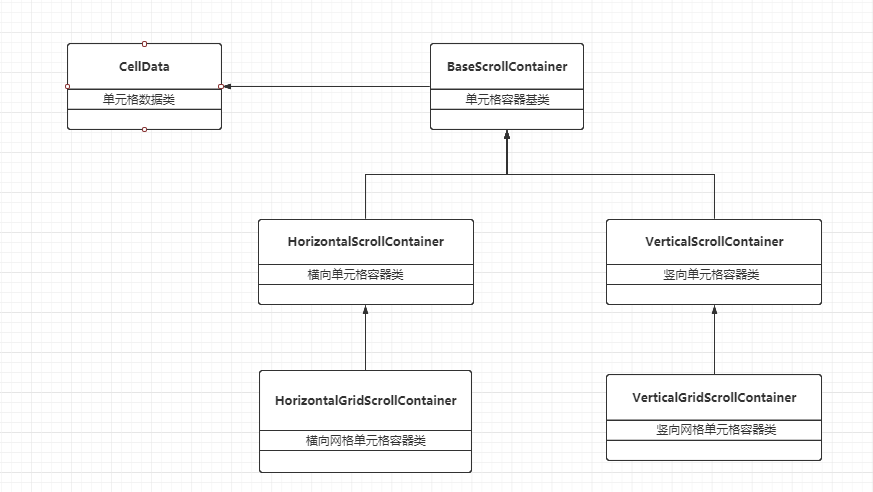 CellData
单元格数据类
BaseScrollContainer
单元格容器基类
HorizontalScrollContainer
横向单元格容器类
VerticalScrollContainer
竖向单元格容器类
HorizontalGridScrollContainer
横向网格单元格容器类
VerticalGridScrollContainer
竖向网格单元格容器类